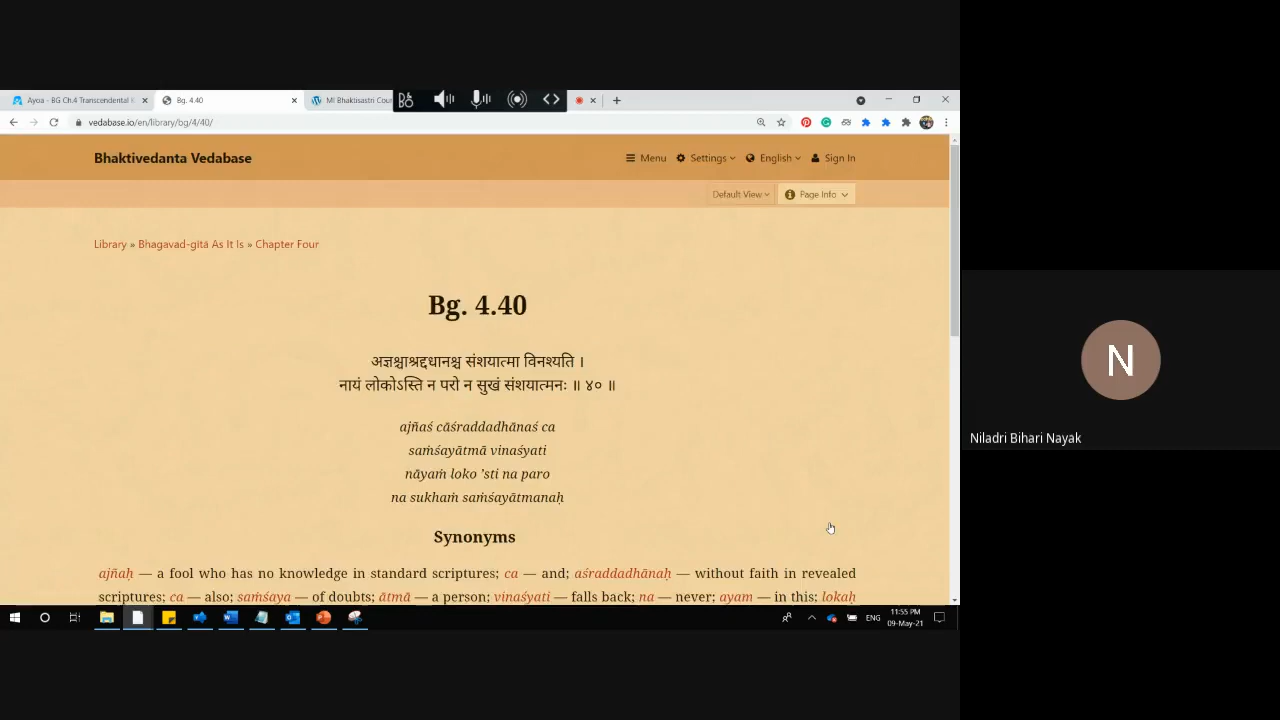 Ayoa - BG Ch.4 Transcendental
Bg. 4.40
MI Bhaktisastri Cour
vedabase.io/en/library/bg/4/40/
Bhaktivedanta Vedabase
Menu Settings English Sign In
Default View Page Info
Library » Bhagavad-gītā As It Is » Chapter Four
Bg. 4.40
अज्ञश्चाश्रद्दधानश्च संशयात्मा विनश्यति ।
नायं लोकोऽस्ति न परो न सुखं संशयात्मनः ॥ ४० ॥
ajñaś cāśraddadhānaś ca
saṁśayātmā vinaśyati
nāyaṁ loko ’sti na paro
na sukhaṁ saṁśayātmanaḥ
Synonyms
ajñaḥ — a fool who has no knowledge in standard scriptures; ca — and; aśraddadhānaḥ — without faith in revealed
scriptures; ca — also; saṁśaya — of doubts; ātmā — a person; vinaśyati — falls back; na — never; ayam — in this; lokaḥ
ENG
11:55 PM
09-May-21
N
Niladri Bihari Nayak